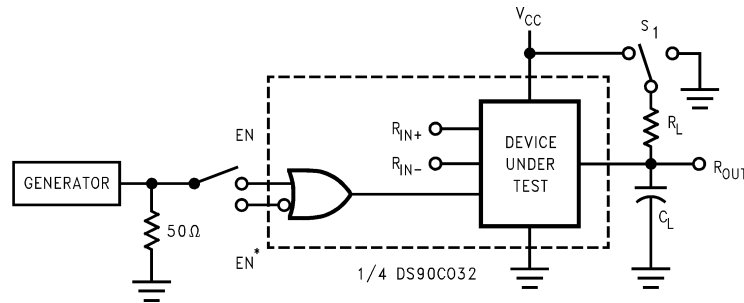 V_CC
S_1
EN
R_IN+
R_IN-
DEVICE
UNDER
TEST
R_L
R_OUT
GENERATOR
50Ω
C_L
EN*
1/4 DS90C032